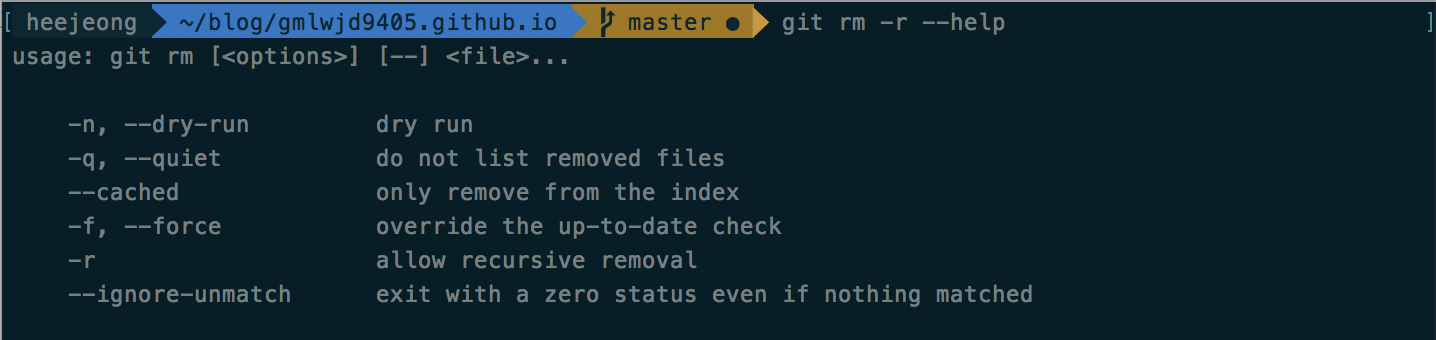 [ heejeong ~/blog/gmlwjd9405.github.io master ● git rm -r --help ]
usage: git rm [<options>] [--] <file>...
-n, --dry-run dry run
-q, --quiet do not list removed files
--cached only remove from the index
-f, --force override the up-to-date check
-r allow recursive removal
--ignore-unmatch exit with a zero status even if nothing matched